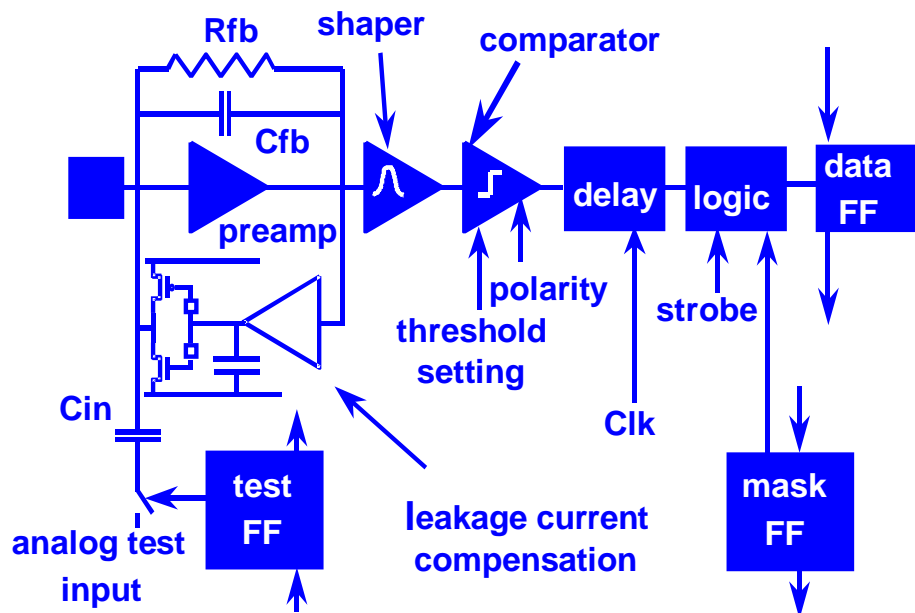 shaper
Rfb
comparator
Cfb
preamp
delay
logic
data
FF
polarity
threshold
setting
strobe
Clk
Cin
test
FF
mask
FF
leakage current
compensation
analog test
input